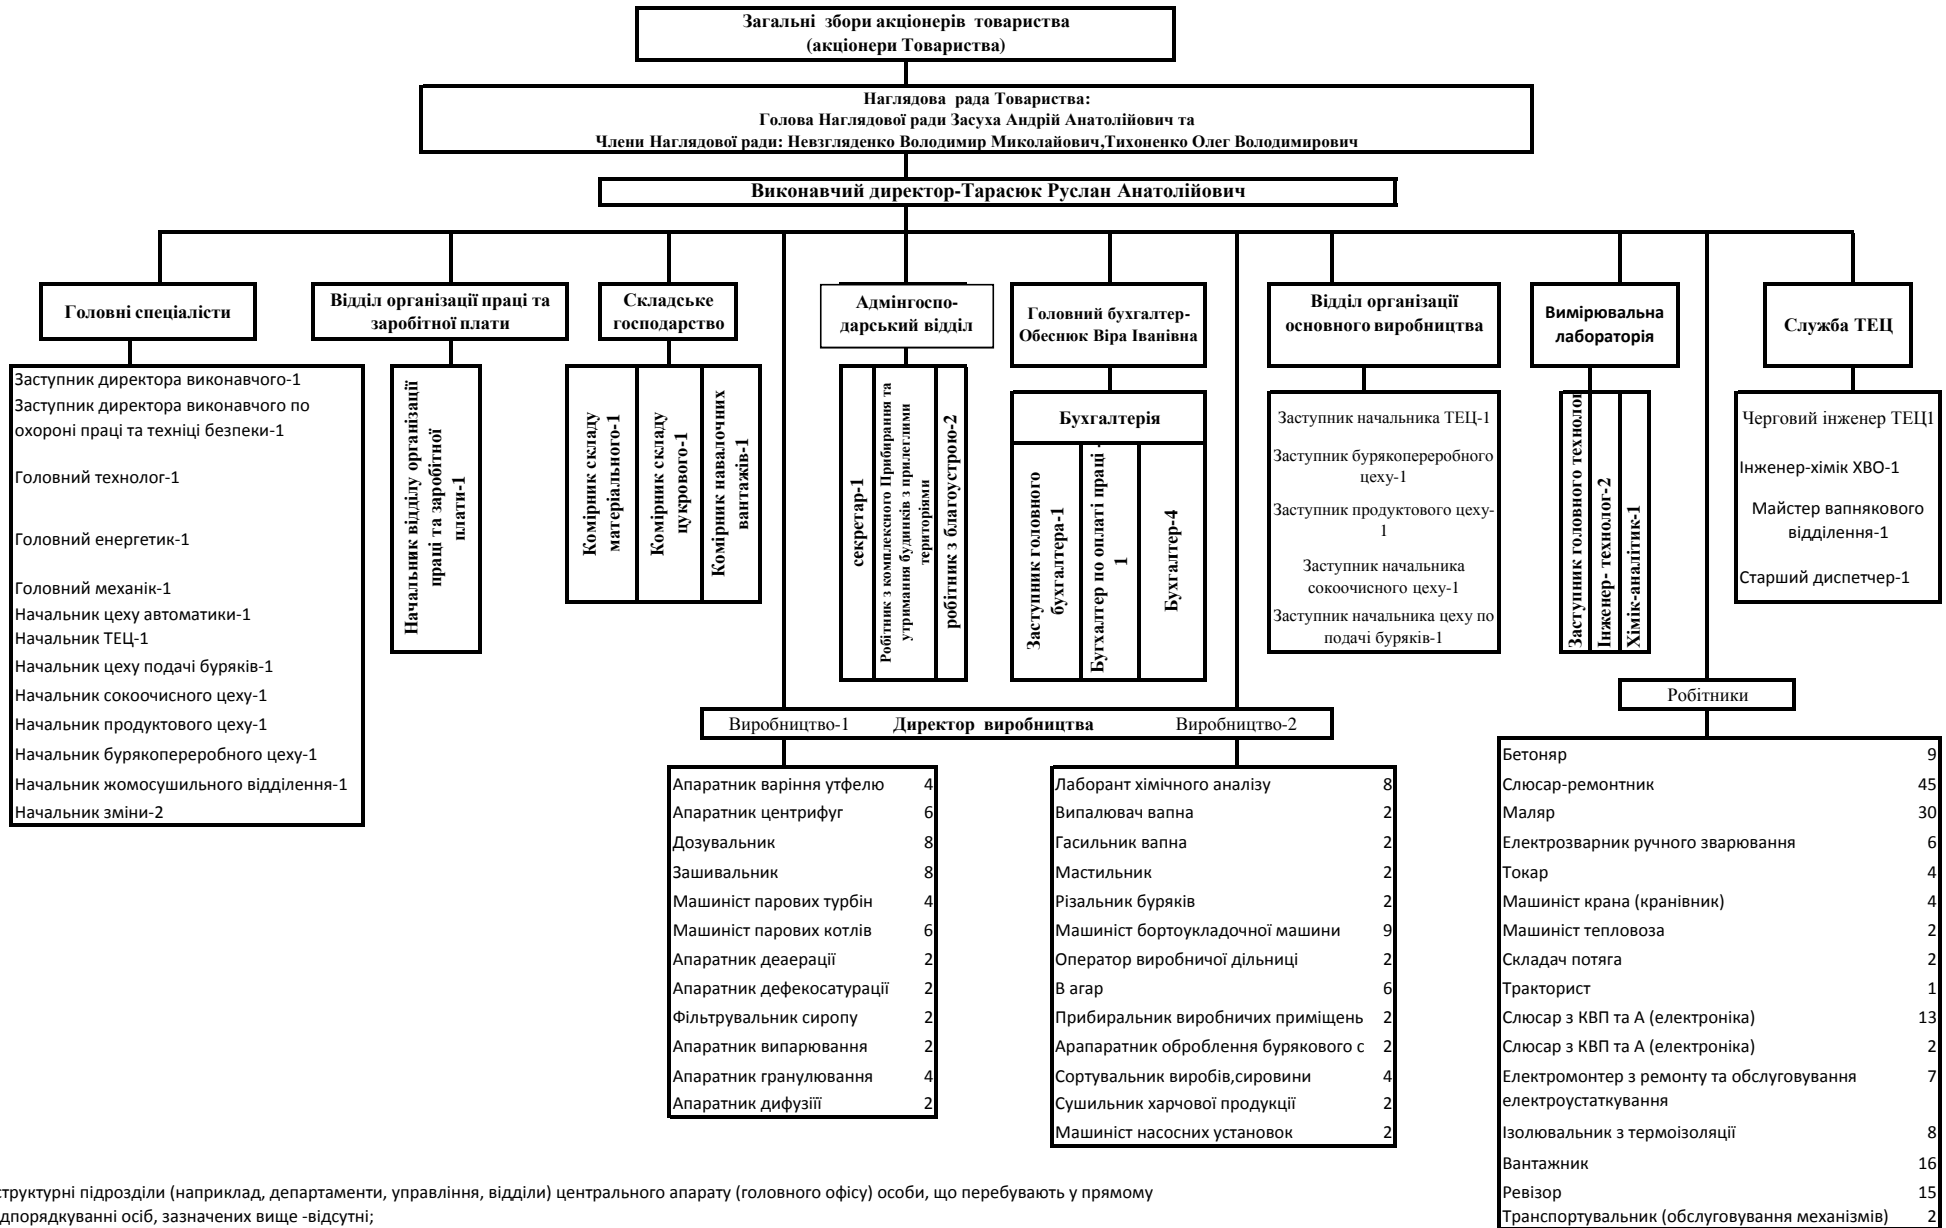 Загальні збори акціонерів товариства
(акціонери Товариства)
Наглядова рада Товариства:
Голова Наглядової ради Засуха Андрій Анатолійович та
Члени Наглядової ради: Невзгляденко Володимир Миколайович,Тихоненко Олег Володимирович
Виконавчий директор-Тарасюк Руслан Анатолійович
Головні спеціалісти
Заступник директора виконавчого-1
Заступник директора виконавчого по
охороні праці та техніці безпеки-1
Головний технолог-1
Головний енергетик-1
Головний механік-1
Начальник цеху автоматики-1
Начальник ТЕЦ-1
Начальник цеху подачі буряків-1
Начальник сокоочисного цеху-1
Начальник продуктового цеху-1
Начальник бурякопереробного цеху-1
Начальник жомосушильного відділення-1
Начальник зміни-2
Відділ організації праці та
заробітної плати
Начальник відділу організації
праці та заробітної
плати-1
Складське
господарство
Комірник складу
матеріального-1
Комірник складу
цукрового-1
Комірник навалочних
вантажів-1
Адмінгоспо-
дарський відділ
секретар-1
Робітник з комплексного Прибирання та
утримання будинків з прилеглими
територіями
робітник з благоустрою-2
Головний бухгалтер-
Обеснюк Віра Іванівна
Бухгалтерія
Заступник головного
бухгалтера-1
Бугхалтер по оплаті праці -
1
Бухгалтер-4
Відділ організації
основного виробництва
Заступник начальника ТЕЦ-1
Заступник бурякопереробного
цеху-1
Заступник продуктового цеху-
1
Заступник начальника
сокоочисного цеху-1
Заступник начальника цеху по
подачі буряків-1
Вимірювальна
лабораторія
Заступник головного технолог
Інженер- технолог-2
Хімік-аналітик-1
Служба ТЕЦ
Черговий інженер ТЕЦ1
Інженер-хімік ХВО-1
Майстер вапнякового
відділення-1
Старший диспетчер-1
Виробництво-1 Директор виробництва Виробництво-2
Апаратник варіння утфелю 4
Апаратник центрифуг 6
Дозувальник 8
Зашивальник 8
Машиніст парових турбін 4
Машиніст парових котлів 6
Апаратник деаерації 2
Апаратник дефекосатурації 2
Фільтрувальник сиропу 2
Апаратник випарювання 2
Апаратник гранулювання 4
Апаратник дифузіїї 2
Лаборант хімічного аналізу 8
Випалювач вапна 2
Гасильник вапна 2
Мастильник 2
Різальник буряків 2
Машиніст бортоукладочної машини 9
Оператор виробничої дільниці 2
В агар 6
Прибиральник виробничих приміщень 2
Арапаратник оброблення бурякового с 2
Сортувальник виробів,сировини 4
Сушильник харчової продукції 2
Машиніст насосних установок 2
Робітники
Бетоняр 9
Слюсар-ремонтник 45
Маляр 30
Електрозварник ручного зварювання 6
Токар 4
Машиніст крана (кранівник) 4
Машиніст тепловоза 2
Складач потяга 2
Тракторист 1
Слюсар з КВП та А (електроніка) 13
Слюсар з КВП та А (електроніка) 2
Електромонтер з ремонту та обслуговування 7
електроустаткування
Ізолювальник з термоізоляції 8
Вантажник 16
Ревізор 15
Транспортувальник (обслуговування механізмів) 2
структурні підрозділи (наприклад, департаменти, управління, відділи) центрального апарату (головного офісу) особи, що перебувають у прямому
дпорядкуванні осіб, зазначених вище -відсутні;